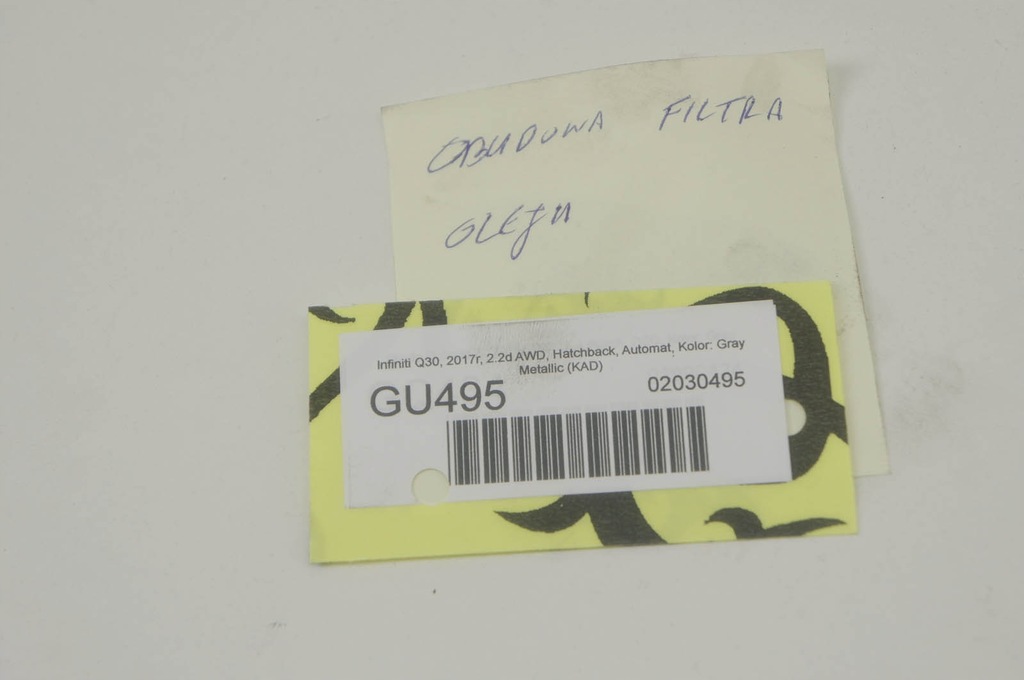 OBUDOWA FILTRA
OLEJU
Infiniti Q30, 2017r, 2.2d AWD, Hatchback, Automat, Kolor: Gray
Metallic (KAD)
GU495
02030495